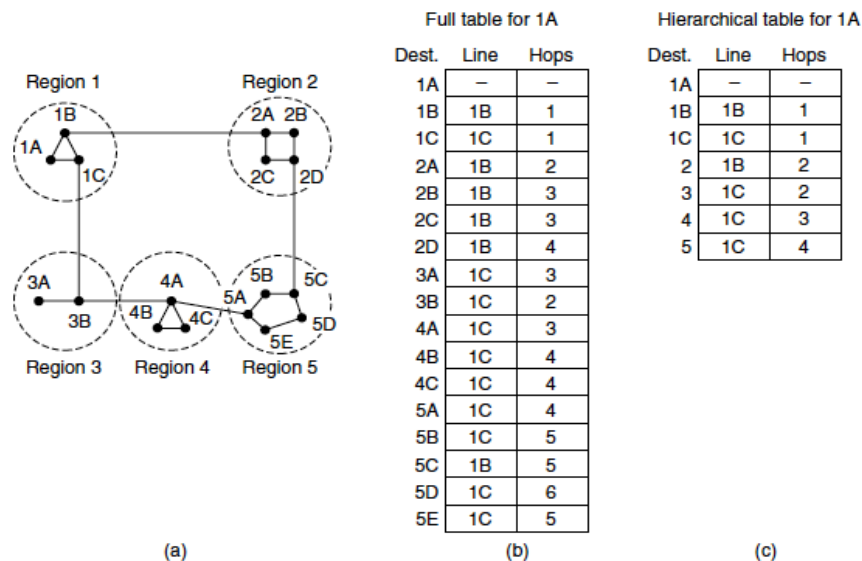 Full table for 1A
Hierarchical table for 1A
Dest. Line Hops
Dest. Line Hops
Region 1
Region 2
1B
1A
1C
2A 2B
2C 2D
3A
3B
4A
4B 4C
5B
5C
5A
5D
5E
Region 3
Region 4
Region 5
1A – –
1B 1B 1
1C 1C 1
2A 1B 2
2B 1B 3
2C 1B 3
2D 1B 4
3A 1C 3
3B 1C 2
4A 1C 3
4B 1C 4
4C 1C 4
5A 1C 4
5B 1C 5
5C 1B 5
5D 1C 6
5E 1C 5
1A – –
1B 1B 1
1C 1C 1
2 1B 2
3 1C 2
4 1C 3
5 1C 4
(a)
(b)
(c)